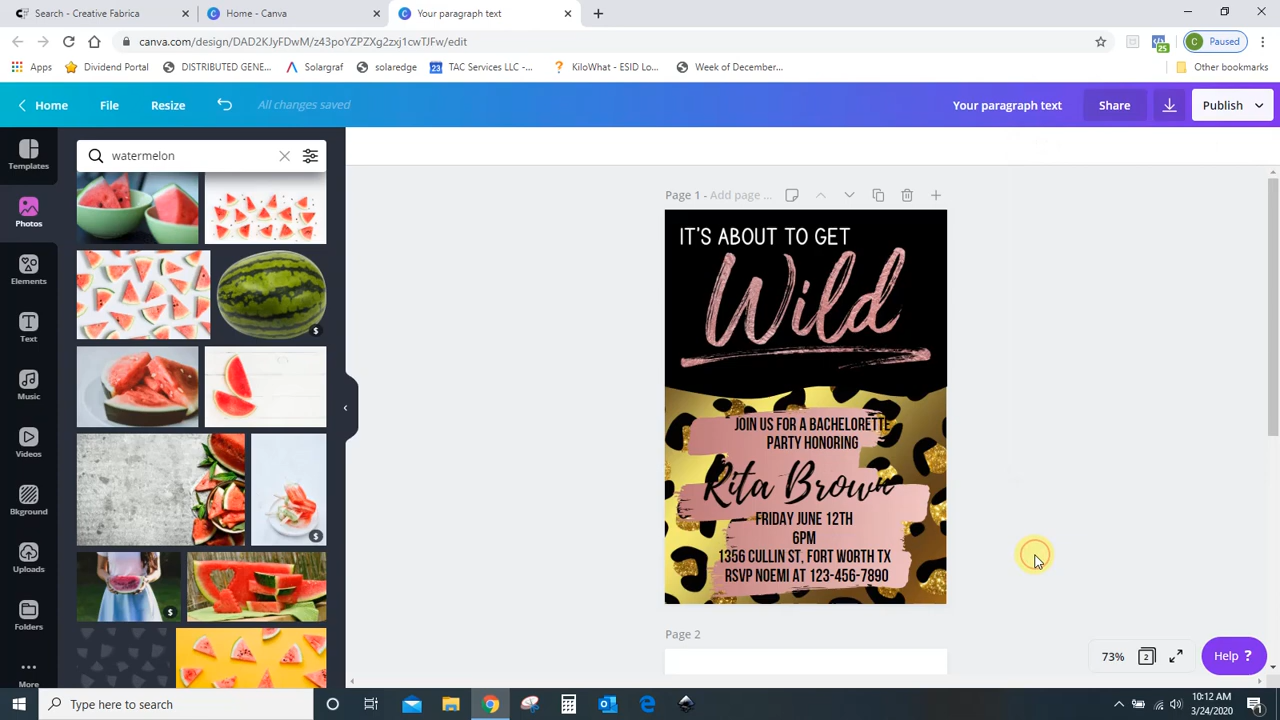 Search - Creative Fabrica
Home - Canva
Your paragraph text
canva.com/design/DAD2KJyFDwM/z43poYZPZXg2zxj1cwTJFw/edit
25
C
Paused
Apps
Dividend Portal
DISTRIBUTED GENE...
Solargraf
solaredge
23
TAC Services LLC -...
KiloWhat - ESID Lo...
Week of December...
Other bookmarks
Home
File
Resize
All changes saved
Your paragraph text
Share
Publish
Templates
Photos
Elements
Text
Music
Videos
Bkground
Uploads
Folders
More
watermelon
$
$
$
Page 1 - Add page ...
IT'S ABOUT TO GET
Wild
JOIN US FOR A BACHELORETTE
PARTY HONORING
Rita Brown
FRIDAY JUNE 12TH
6PM
1356 CULLIN ST, FORT WORTH TX
RSVP NOEMI AT 123-456-7890
Page 2
73%
2
Help ?
Type here to search
10:12 AM
3/24/2020